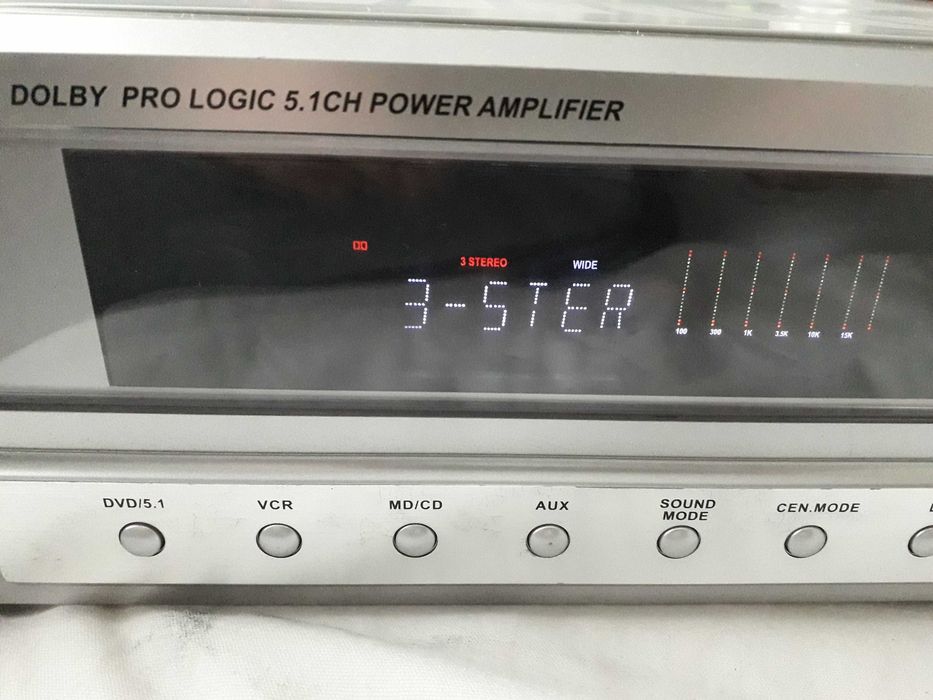 DOLBY PRO LOGIC 5.1CH POWER AMPLIFIER
3 STEREO WIDE
3-STER
100 300 1K 3.5K 10K 15K
DVD/5.1 VCR MD/CD AUX SOUND MODE CEN.MODE